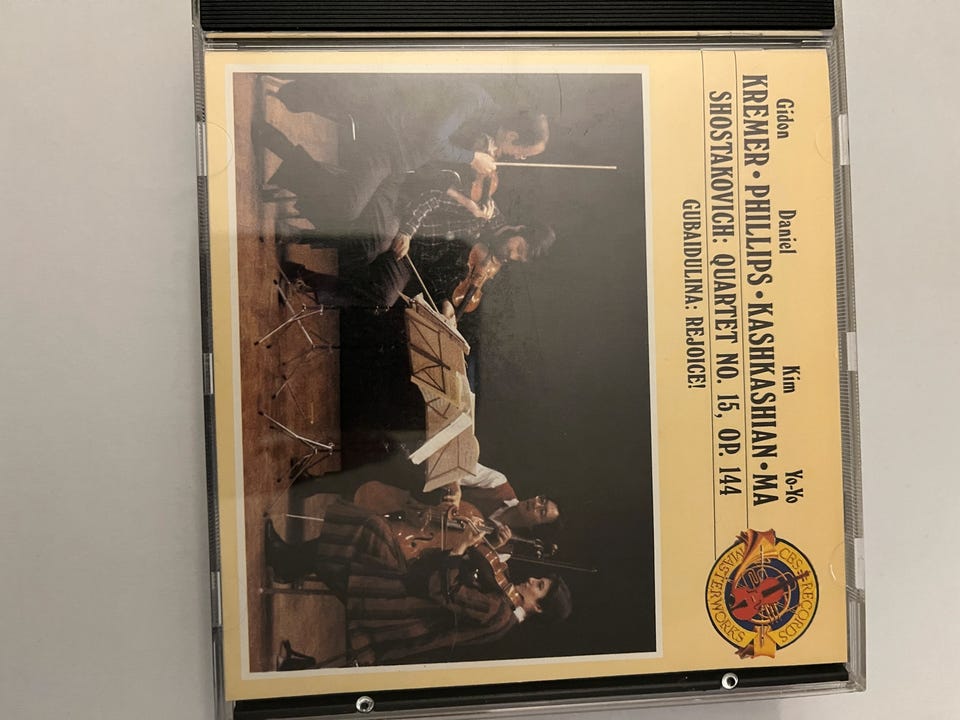 Gidon Daniel Kim Yo-Yo
KREMER • PHILLIPS • KASHKASHIAN • MA
SHOSTAKOVICH: QUARTET NO. 15, OP. 144
GUBAIDULINA: REJOICE!
CBS RECORDS
MASTERWORKS